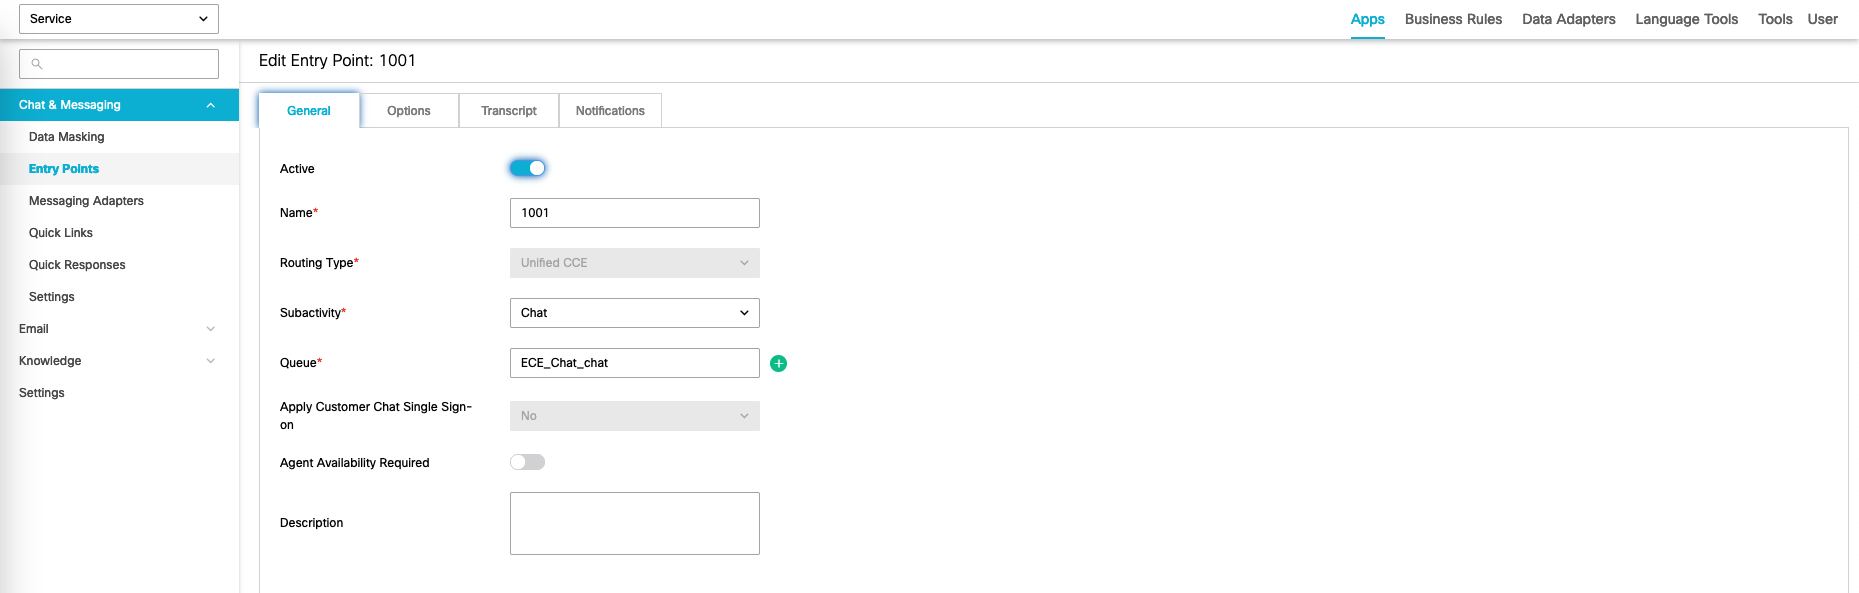 Service
Apps
Business Rules
Data Adapters
Language Tools
Tools
User
Edit Entry Point: 1001
Chat & Messaging
Data Masking
Entry Points
Messaging Adapters
Quick Links
Quick Responses
Settings
Email
Knowledge
Settings
General
Options
Transcript
Notifications
Active
Name*
1001
Routing Type*
Unified CCE
Subactivity*
Chat
Queue*
ECE_Chat_chat
Apply Customer Chat Single Sign-
on
No
Agent Availability Required
Description